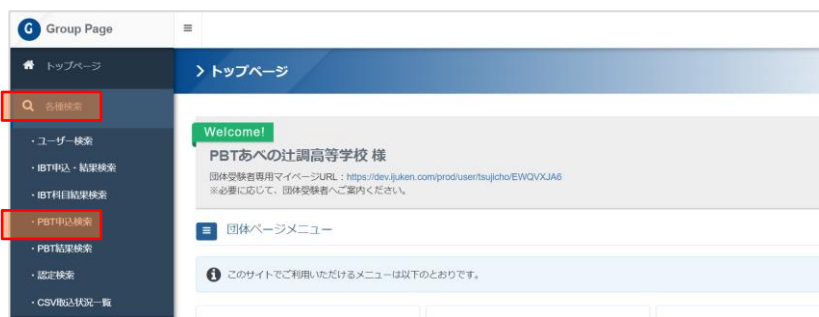 G Group Page
トップページ
各種検索
・ユーザー検索
・IBT申込・結果検索
・IBT科目結果検索
・PBT申込検索
・PBT結果検索
・認定検索
・CSV取込状況一覧
> トップページ
Welcome!
PBTあべの辻調高等学校 様
団体受験者専用マイページURL：https://dev.ijuken.com/prod/user/tsujicho/EWQVXJA6
※必要に応じて、団体受験者へご案内ください。
団体ページメニュー
このサイトでご利用いただけるメニューは以下のとおりです。